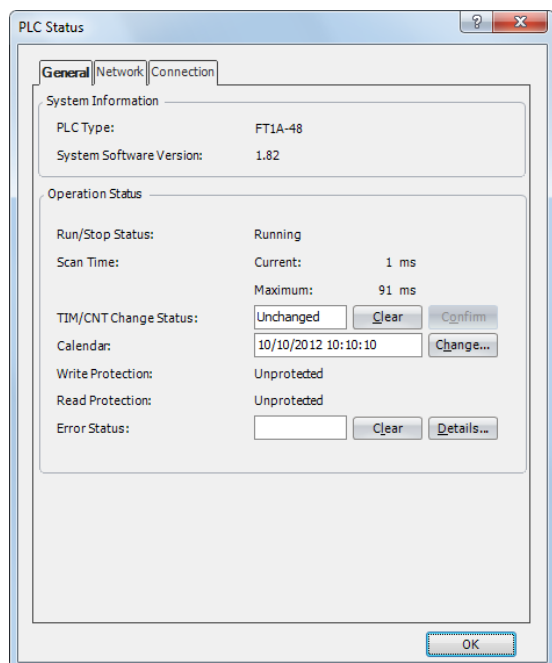 PLC Status
?
X
General Network Connection
System Information
PLC Type: FT1A-48
System Software Version: 1.82
Operation Status
Run/Stop Status: Running
Scan Time: Current: 1 ms
Maximum: 91 ms
TIM/CNT Change Status: Unchanged Clear Confirm
Calendar: 10/10/2012 10:10:10 Change...
Write Protection: Unprotected
Read Protection: Unprotected
Error Status: Clear Details...
OK